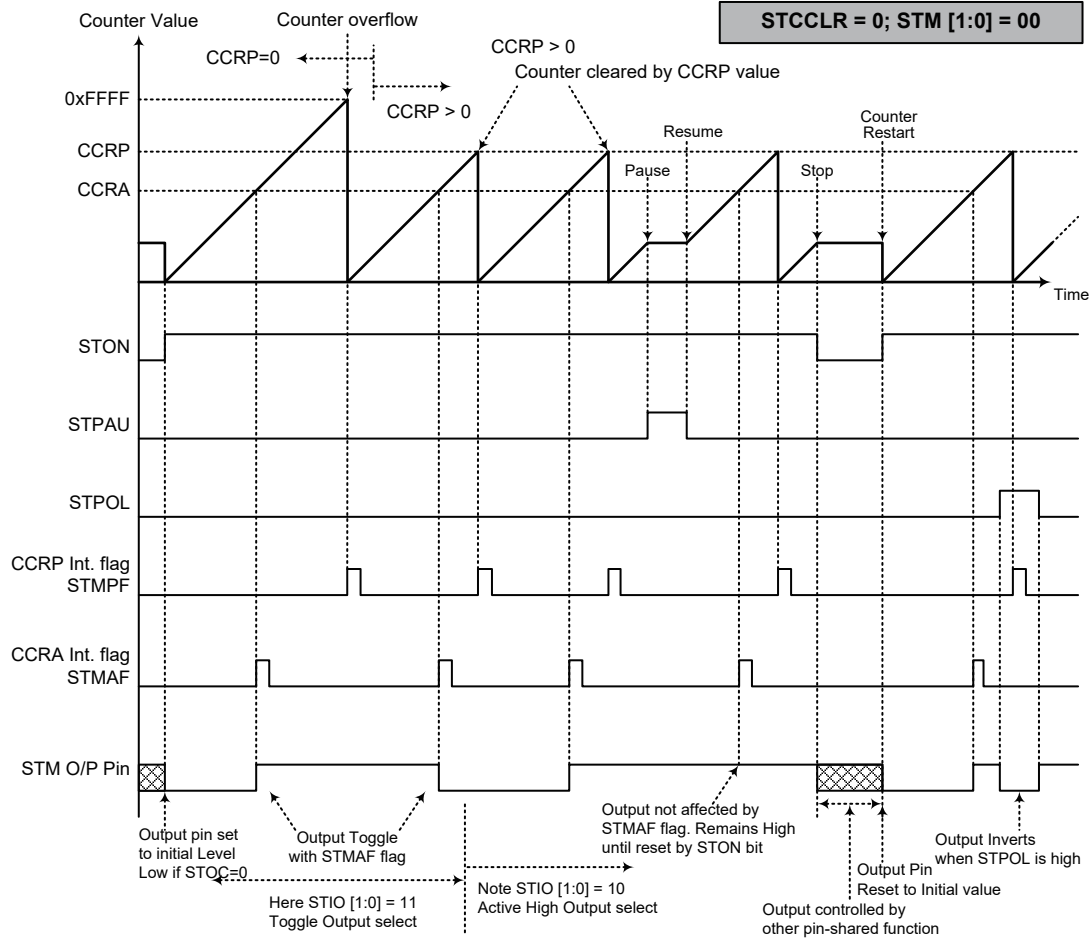 STCCLR = 0; STM [1:0] = 00
Counter Value
Counter overflow
CCRP=0
CCRP > 0
CCRP > 0
Counter cleared by CCRP value
0xFFFF
CCRP
CCRA
Pause
Resume
Stop
Counter
Restart
Time
STON
STPAU
STPOL
CCRP Int. flag
STMPF
CCRA Int. flag
STMAF
STM O/P Pin
Output pin set
to initial Level
Low if STOC=0
Output Toggle
with STMAF flag
Here STIO [1:0] = 11
Toggle Output select
Note STIO [1:0] = 10
Active High Output select
Output not affected by
STMAF flag. Remains High
until reset by STON bit
Output controlled by
other pin-shared function
Output Pin
Reset to Initial value
Output Inverts
when STPOL is high